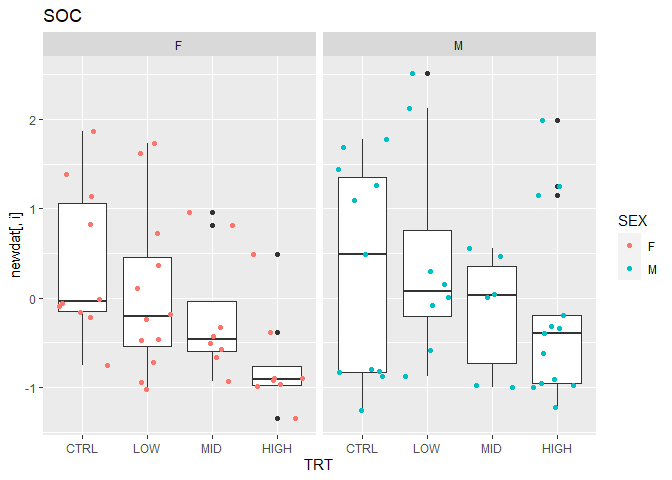 SOC
F
M
newdat[, i]
2
1
0
-1
CTRL
LOW
MID
HIGH
CTRL
LOW
MID
HIGH
TRT
SEX
F
M